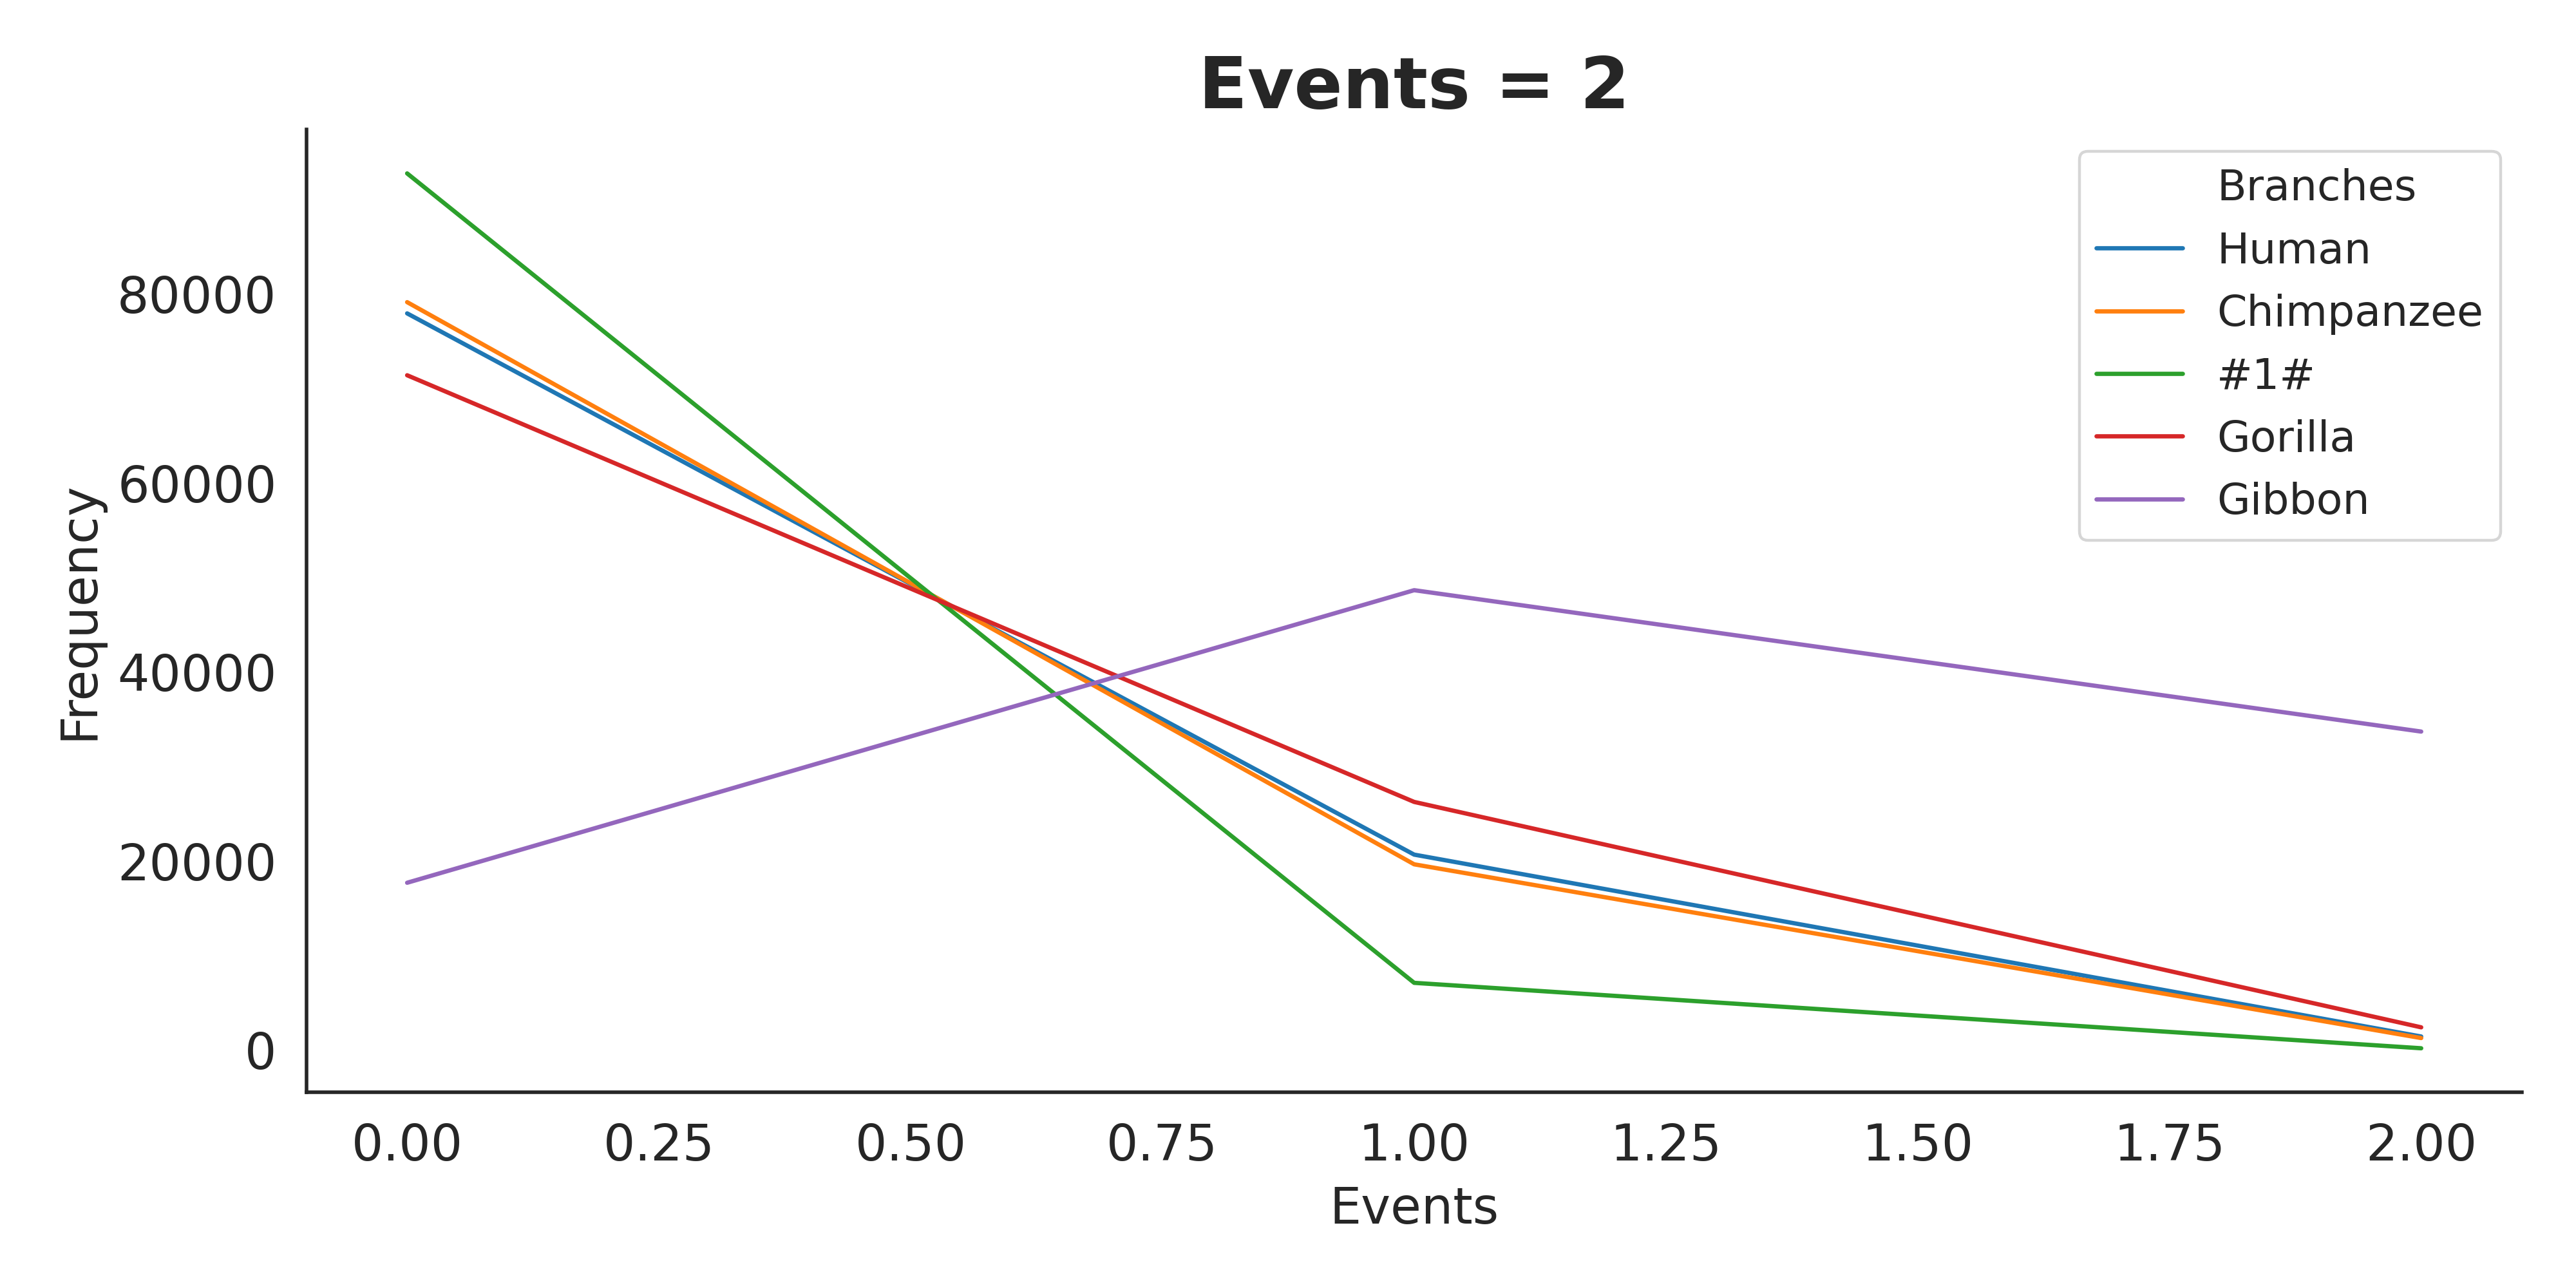 Events = 2
Branches
Human
Chimpanzee
#1#
Gorilla
Gibbon
Frequency
80000
60000
40000
20000
0
0.00 0.25 0.50 0.75 1.00 1.25 1.50 1.75 2.00
Events